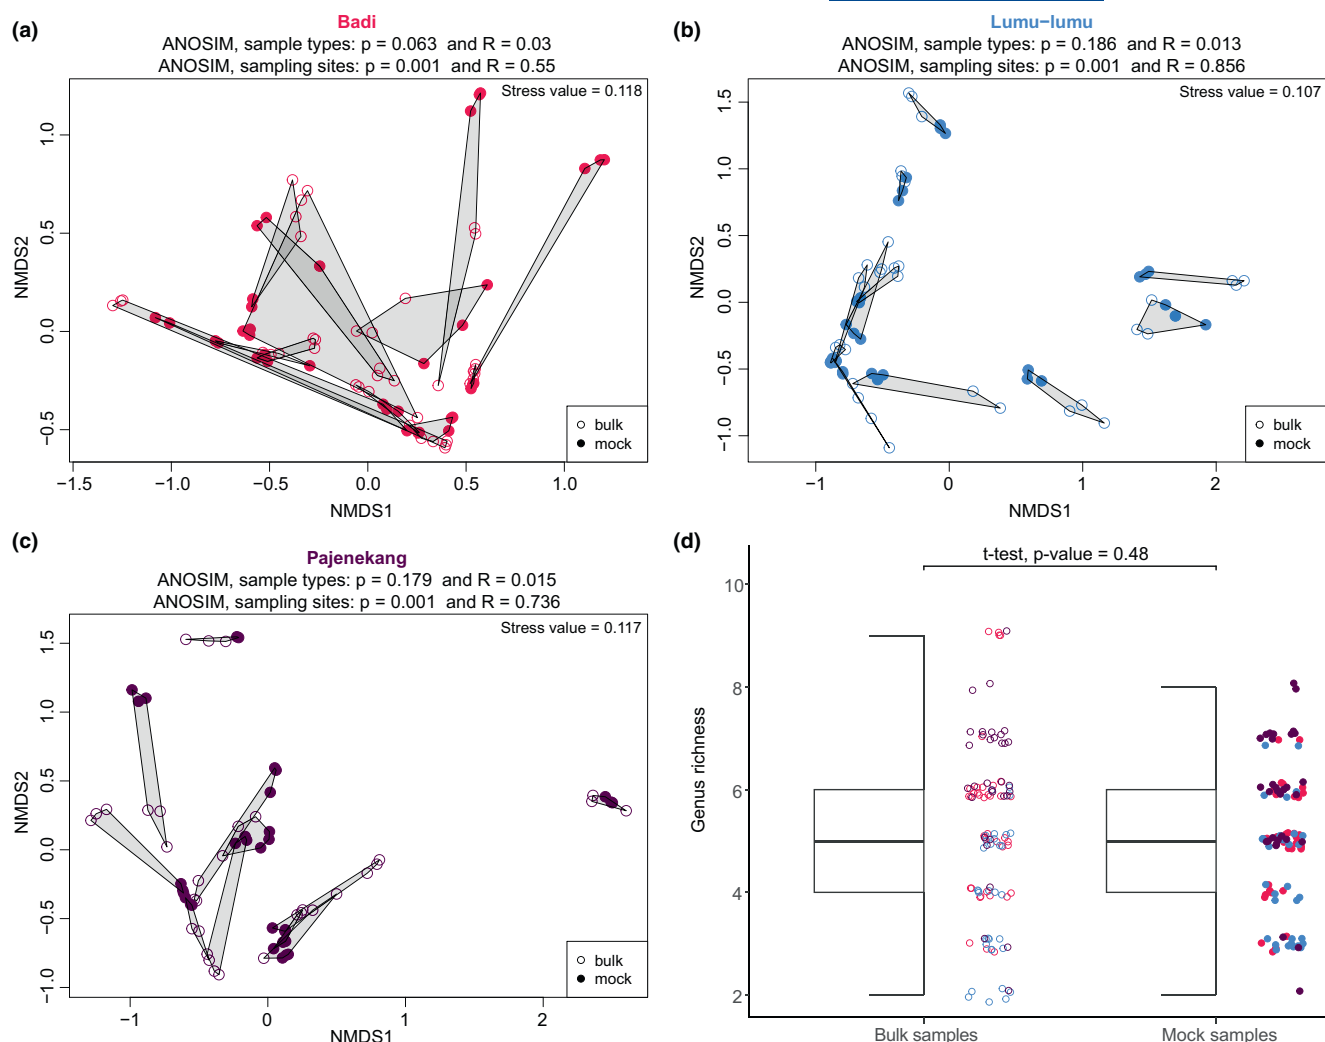 (a)
Badi
ANOSIM, sample types: p = 0.063 and R = 0.03
ANOSIM, sampling sites: p = 0.001 and R = 0.55
Stress value = 0.118
1.0
0.5
0.0
−0.5
NMDS2
bulk
mock
−1.5
−1.0
−0.5
0.0
0.5
1.0
NMDS1
(b)
Lumu−lumu
ANOSIM, sample types: p = 0.186 and R = 0.013
ANOSIM, sampling sites: p = 0.001 and R = 0.856
Stress value = 0.107
1.5
1.0
0.5
0.0
−0.5
−1.0
NMDS2
bulk
mock
−1
0
1
2
NMDS1
(c)
Pajenekang
ANOSIM, sample types: p = 0.179 and R = 0.015
ANOSIM, sampling sites: p = 0.001 and R = 0.736
Stress value = 0.117
1.5
1.0
0.5
0.0
−0.5
−1.0
NMDS2
bulk
mock
−1
0
1
2
NMDS1
(d)
t-test, p-value = 0.48
10
8
6
4
2
Genus richness
Bulk samples
Mock samples